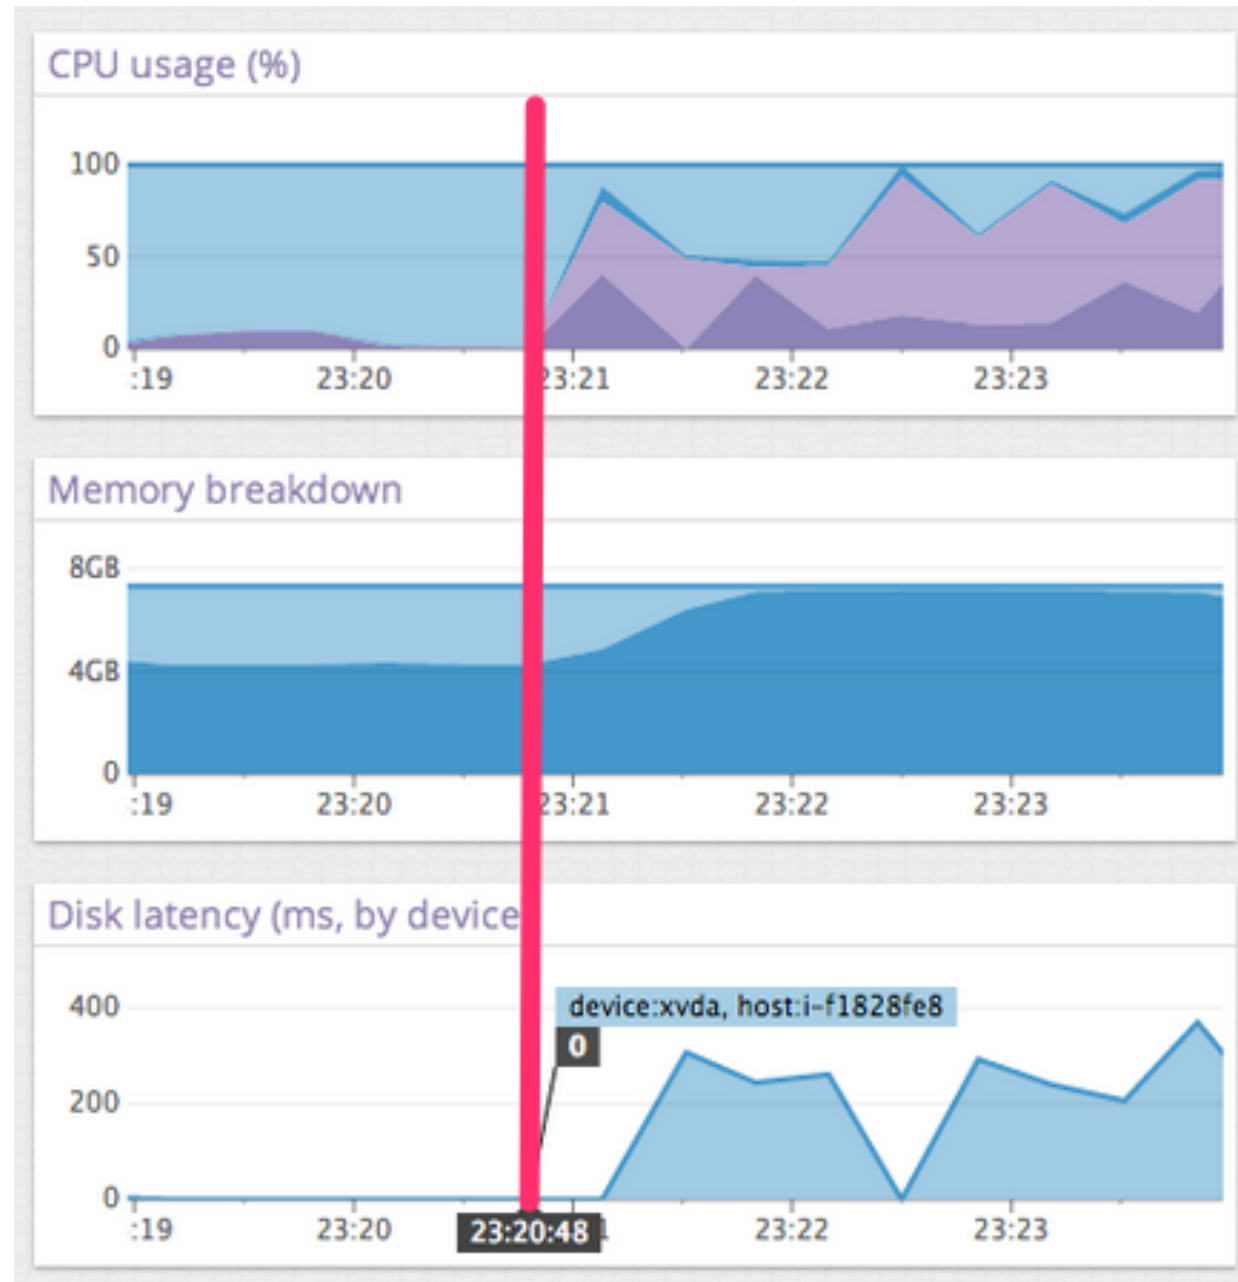 CPU usage (%)
100
50
0
:19 23:20 23:21 23:22 23:23
Memory breakdown
8GB
4GB
0
:19 23:20 23:21 23:22 23:23
Disk latency (ms, by device
400
device:xvda, host:i-f1828fe8
0
200
0
:19 23:20 23:20:48 1 23:22 23:23